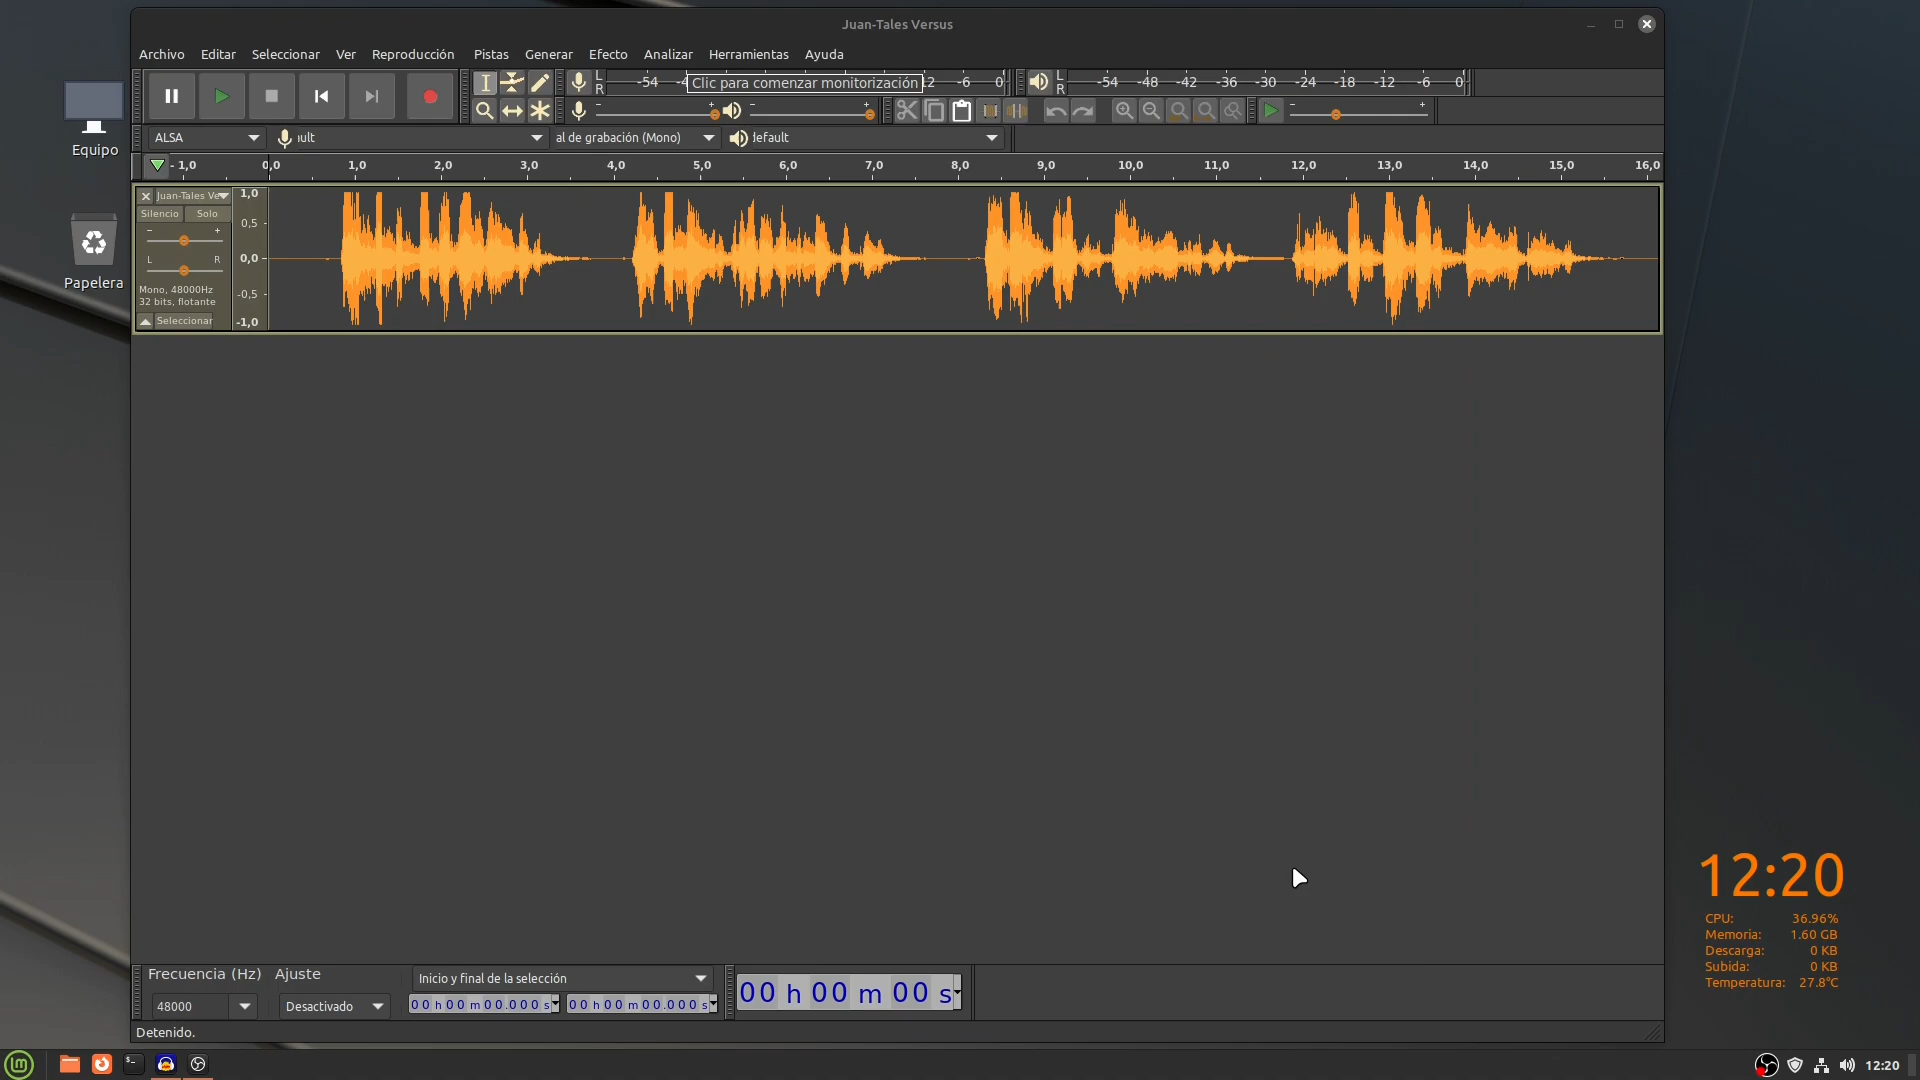 Juan-Tales Versus
Archivo Editar Seleccionar Ver Reproducción Pistas Generar Efecto Analizar Herramientas Ayuda
Equipo
Papelera
L
R
-54 -4 Clic para comenzar monitorización 12 -6 0
L
R
-54 -48 -42 -36 -30 -24 -18 -12 -6 0
- + - + - +
ALSA ault al de grabación (Mono) default
- 1,0 0,0 1,0 2,0 3,0 4,0 5,0 6,0 7,0 8,0 9,0 10,0 11,0 12,0 13,0 14,0 15,0 16,0
Juan-Tales Ve
Silencio Solo
- +
L R
Mono, 48000Hz
32 bits, flotante
Seleccionar
1,0
0,5
0,0
-0,5
-1,0
12:20
CPU: 36.96%
Memoria: 1.60 GB
Descarga: 0 KB
Subida: 0 KB
Temperatura: 27.8°C
Frecuencia (Hz) Ajuste
Inicio y final de la selección
48000 Desactivado
00 h 00 m 00.000 s 00 h 00 m 00.000 s
00 h 00 m 00 s
Detenido.
12:20